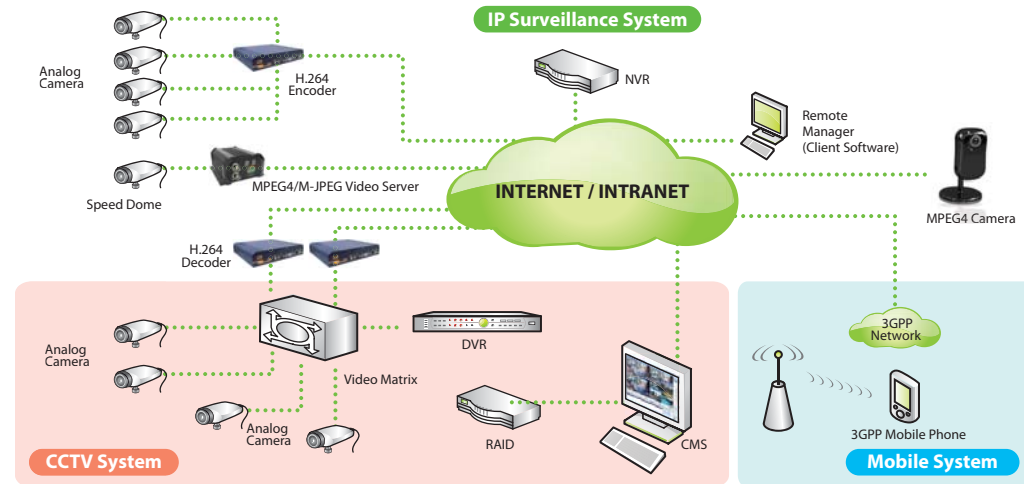 IP Surveillance System
Analog
Camera
H.264
Encoder
NVR
Remote
Manager
(Client Software)
MPEG4/M-JPEG Video Server
Speed Dome
INTERNET / INTRANET
MPEG4 Camera
H.264
Decoder
Analog
Camera
DVR
Video Matrix
Analog
Camera
RAID
CMS
CCTV System
3GPP
Network
3GPP Mobile Phone
Mobile System